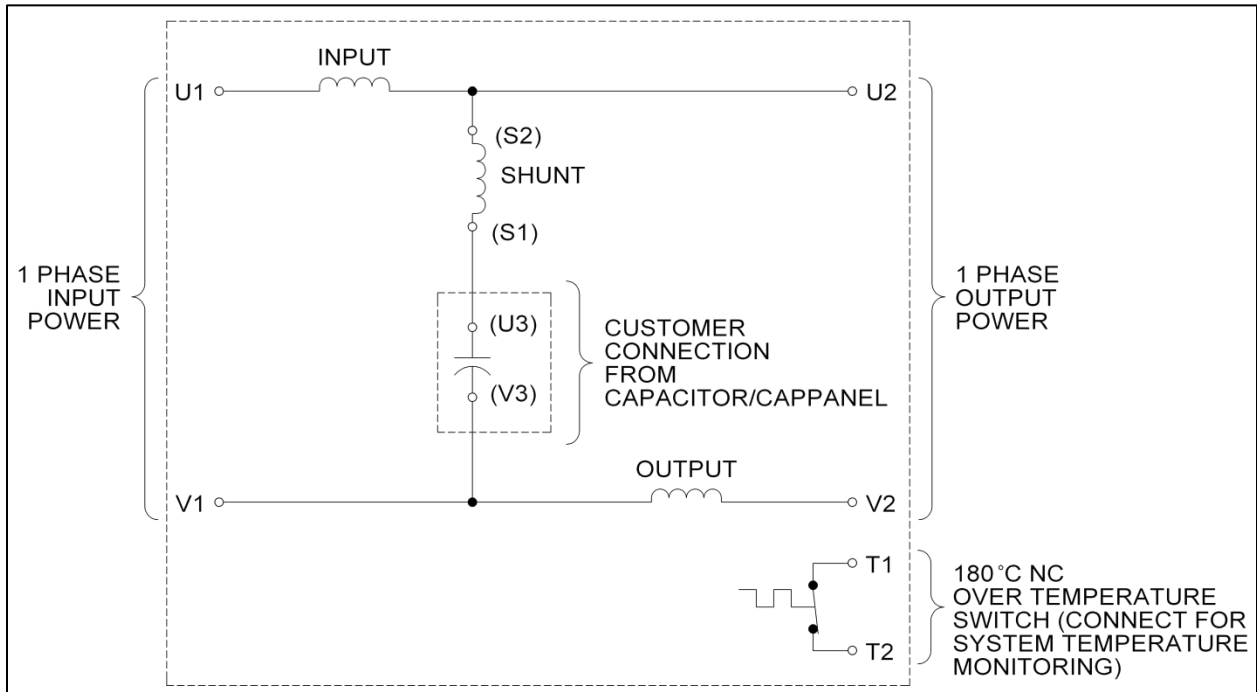 INPUT
U1
U2
(S2)
SHUNT
(S1)
1 PHASE
INPUT
POWER
(U3)
(V3)
CUSTOMER
CONNECTION
FROM
CAPACITOR/CAPPANEL
1 PHASE
OUTPUT
POWER
OUTPUT
V1
V2
T1
T2
180°C NC
OVER TEMPERATURE
SWITCH (CONNECT FOR
SYSTEM TEMPERATURE
MONITORING)